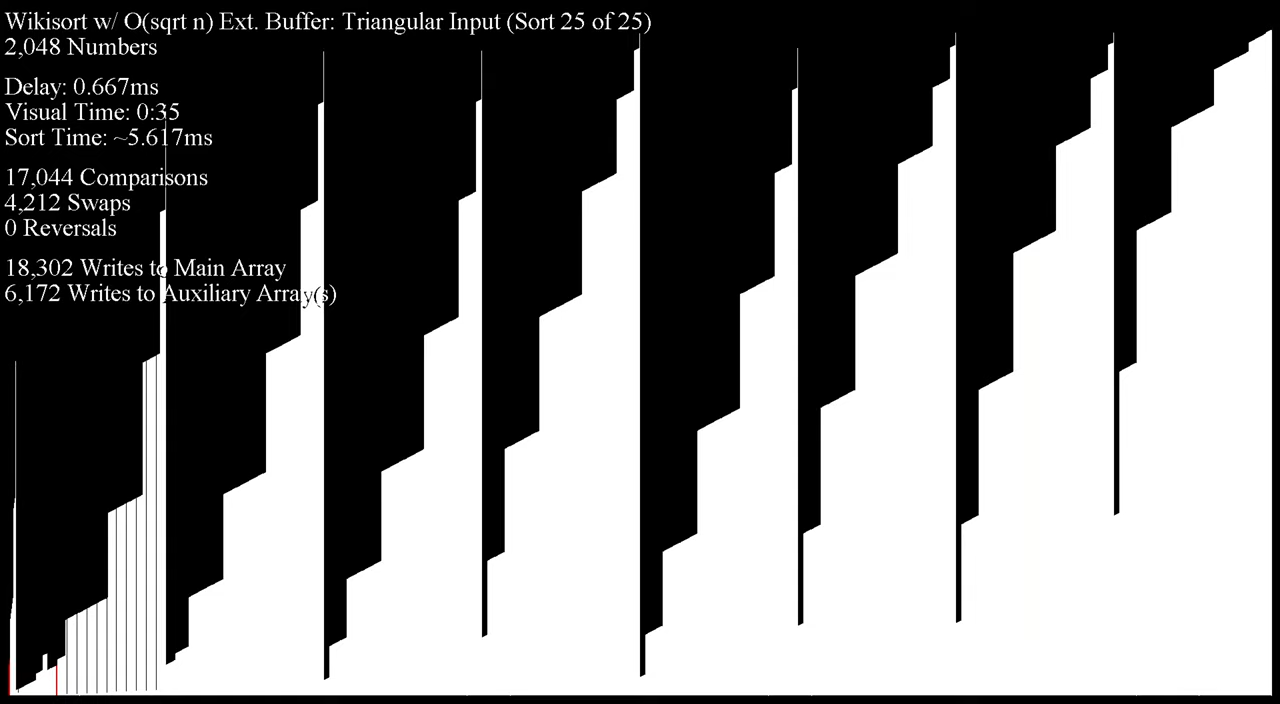 Wikisort w/ O(sqrt n) Ext. Buffer: Triangular Input (Sort 25 of 25)
2,048 Numbers
Delay: 0.667ms
Visual Time: 0:35
Sort Time: ~5.617ms
17,044 Comparisons
4,212 Swaps
0 Reversals
18,302 Writes to Main Array
6,172 Writes to Auxiliary Array(s)